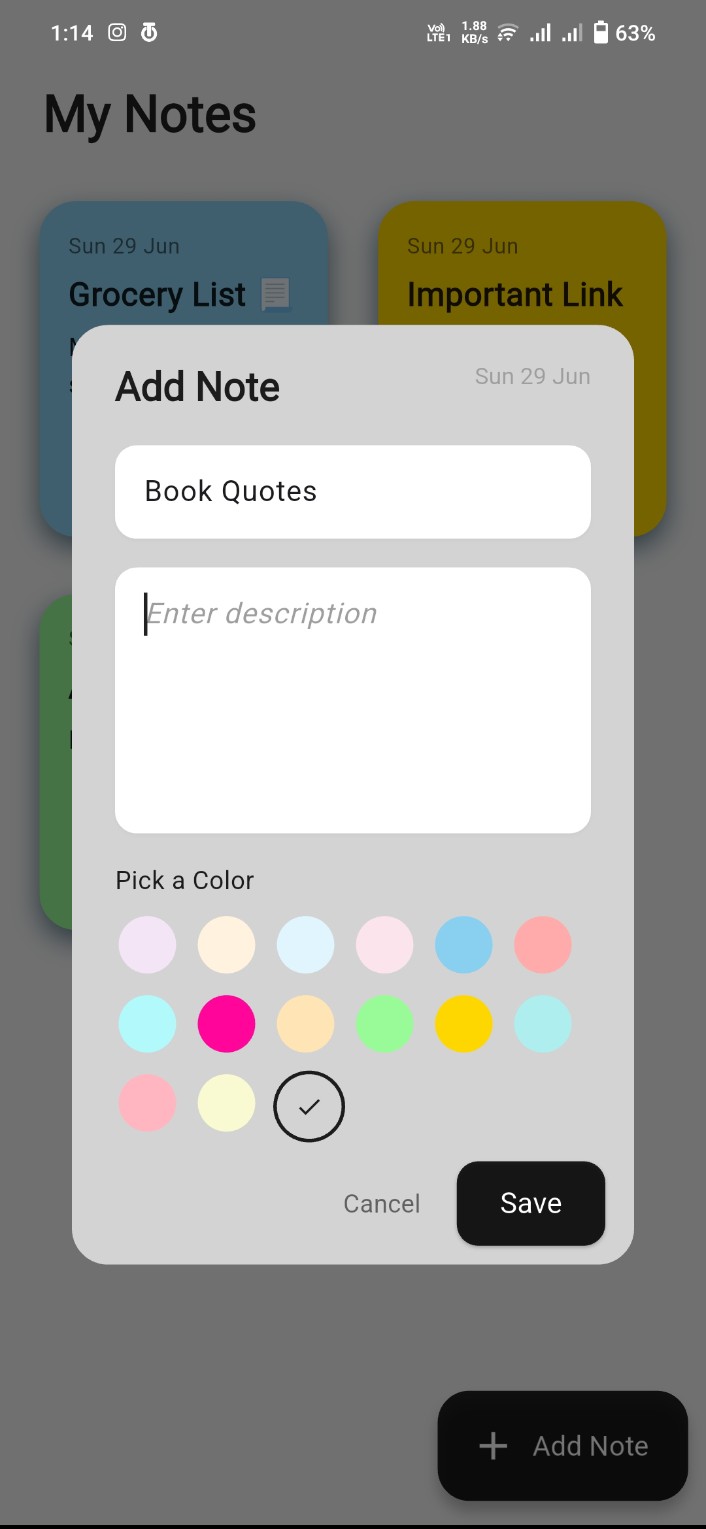 1:14
Vo)) LTE1 1.88 KB/s 63%
My Notes
Sun 29 Jun
Sun 29 Jun
Grocery List
Important Link
Add Note
Sun 29 Jun
Book Quotes
Enter description
Pick a Color
Cancel
Save
+ Add Note